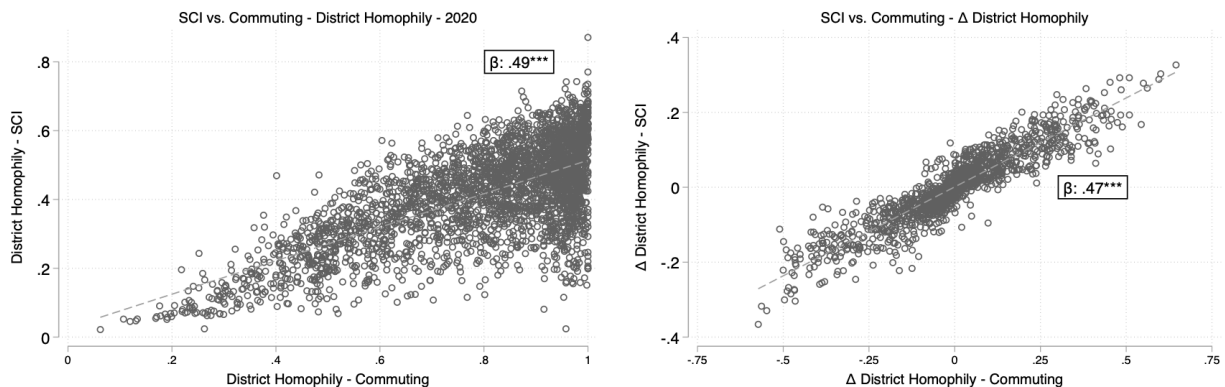 SCI vs. Commuting - District Homophily - 2020
β: .49***
District Homophily - SCI
.8
.6
.4
.2
0
0 .2 .4 .6 .8 1
District Homophily - Commuting
SCI vs. Commuting - Δ District Homophily
β: .47***
Δ District Homophily - SCI
.4
.2
0
-.2
-.4
-.75 -.5 -.25 0 .25 .5 .75
Δ District Homophily - Commuting